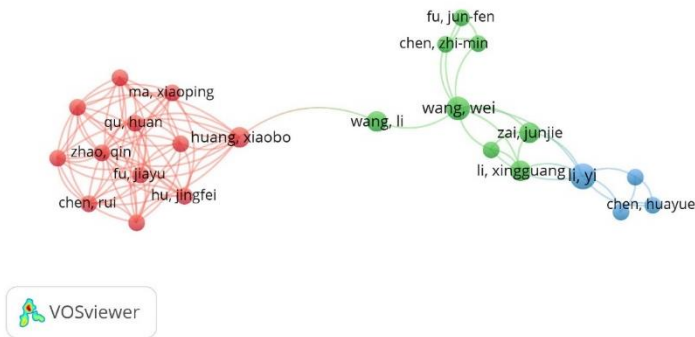 fu, jun-fen
chen, zhi-min
ma, xiaoping
wang, wei
qu, huan
wang, li
huang, xiaobo
zai, junjie
zhao, qin
fu, jiayu
li, xingguang
li, yi
hu, jingfei
chen, rui
chen, huayue
VOSviewer